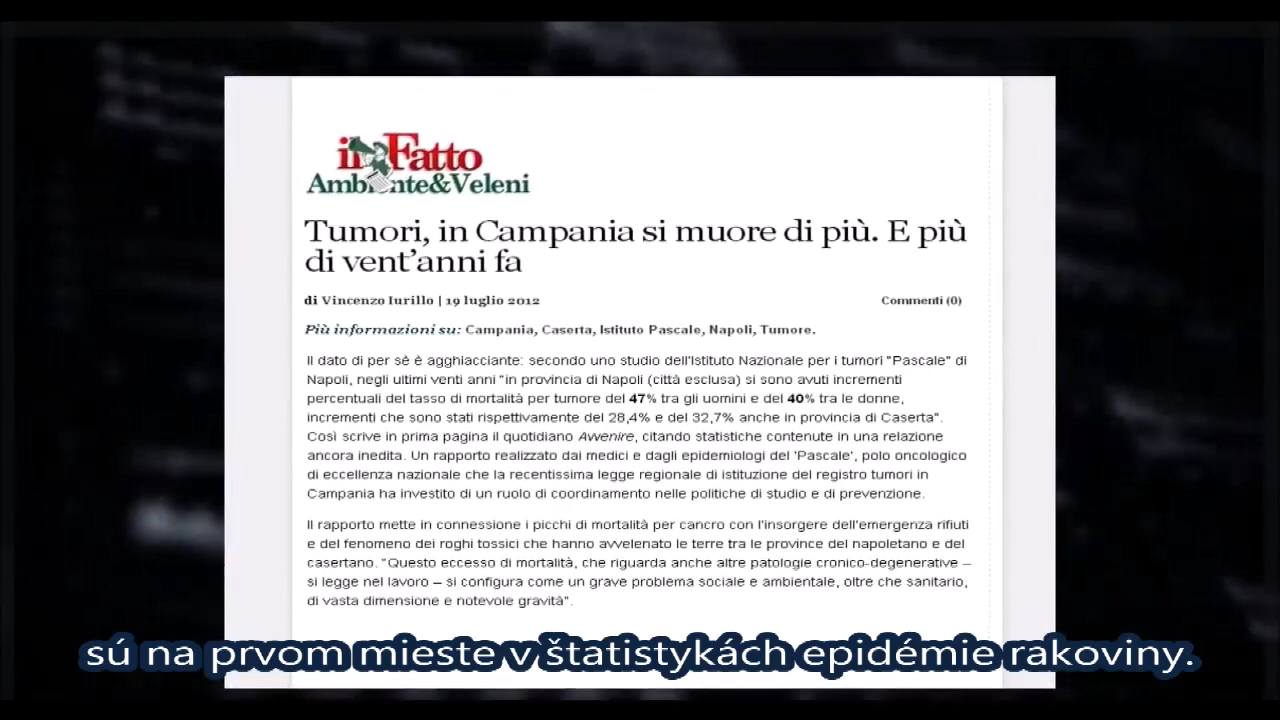 il Fatto
Ambiente&Veleni
Tumori, in Campania si muore di più. E più
di vent'anni fa
di Vincenzo Iurillo | 19 luglio 2012 Commenti (0)
Più informazioni su: Campania, Caserta, Istituto Pascale, Napoli, Tumore.
Il dato di per sè è agghiacciante: secondo uno studio dell'Istituto Nazionale per i tumori "Pascale" di
Napoli, negli ultimi venti anni "in provincia di Napoli (città esclusa) si sono avuti incrementi
percentuali del tasso di mortalità per tumore del 47% tra gli uomini e del 40% tra le donne,
incrementi che sono stati rispettivamente del 28,4% e del 32,7% anche in provincia di Caserta".
Così scrive in prima pagina il quotidiano Avvenire, citando statistiche contenute in una relazione
ancora inedita. Un rapporto realizzato dai medici e dagli epidemiologi del 'Pascale', polo oncologico
di eccellenza nazionale che la recentissima legge regionale di istituzione del registro tumori in
Campania ha investito di un ruolo di coordinamento nelle politiche di studio e di prevenzione.
Il rapporto mette in connessione i picchi di mortalità per cancro con l'insorgere dell'emergenza rifiuti
e del fenomeno dei roghi tossici che hanno avvelenato le terre tra le province del napoletano e del
casertano. "Questo eccesso di mortalità, che riguarda anche altre patologie cronico-degenerative –
si legge nel lavoro – si configura come un grave problema sociale e ambientale, oltre che sanitario,
di vasta dimensione e notevole gravità".
sú na prvom mieste v štatistykách epidémie rakoviny.